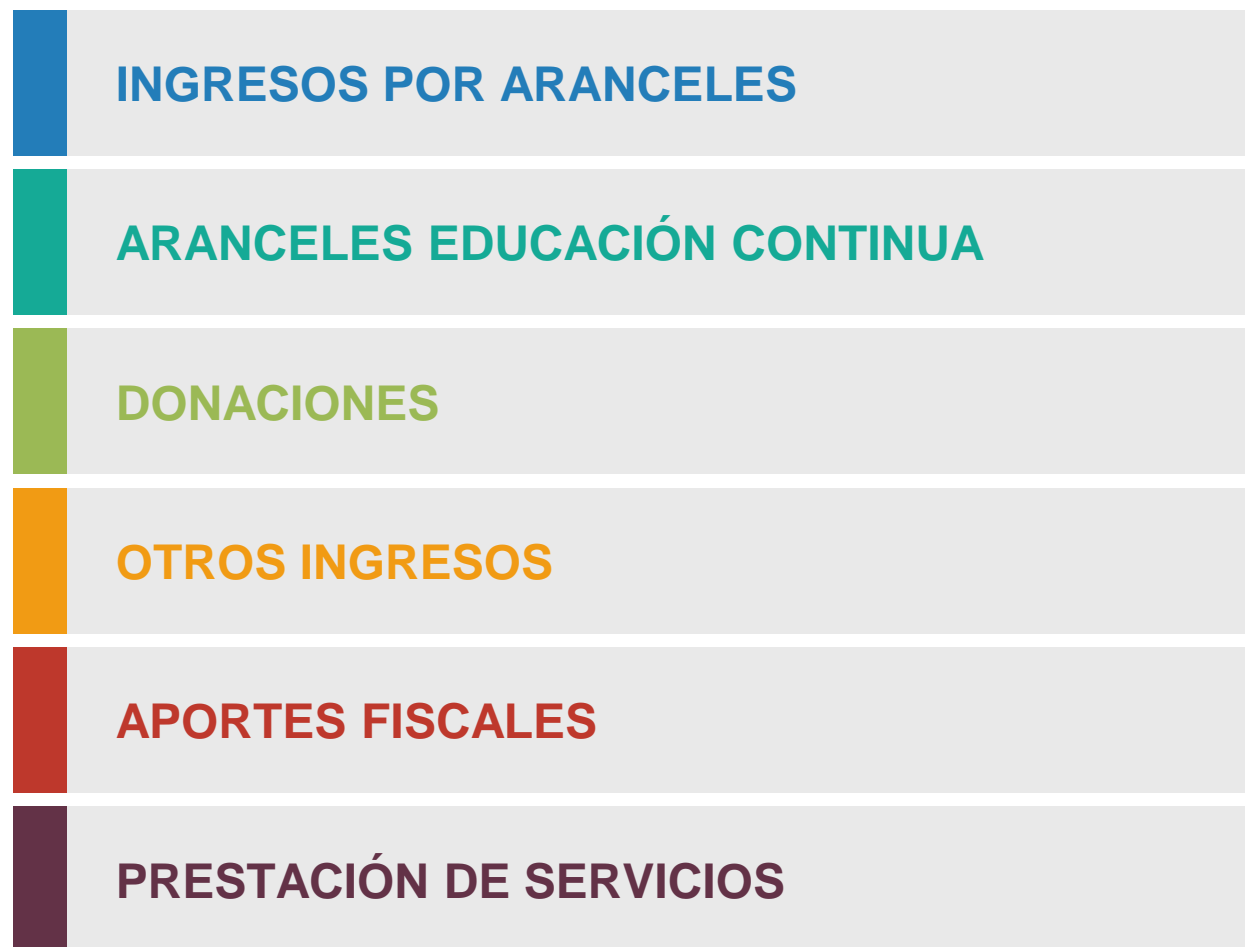 INGRESOS POR ARANCELES
ARANCELES EDUCACIÓN CONTINUA
DONACIONES
OTROS INGRESOS
APORTES FISCALES
PRESTACIÓN DE SERVICIOS